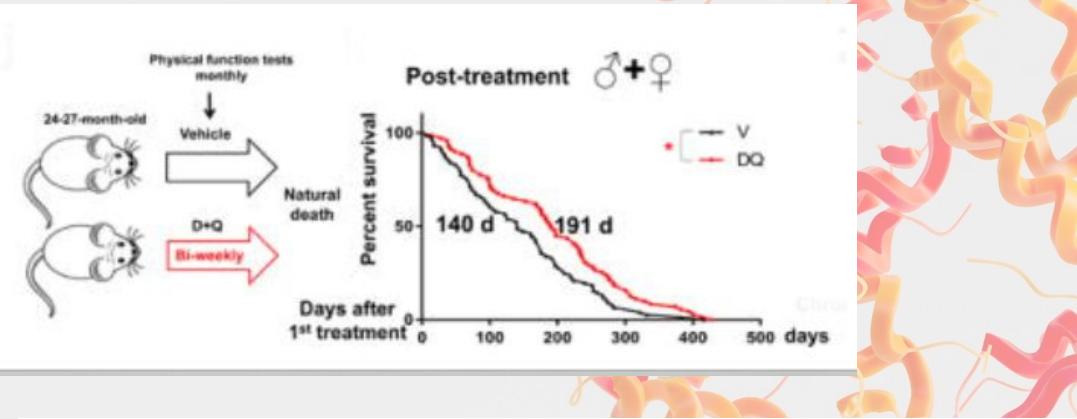 Physical function tests
monthly
24-27-month-old
Vehicle
D+Q
Bi-weekly
Natural
death
Post-treatment ♂+♀
Percent survival
100
50
0
140 d
191 d
* V
DQ
Days after
1st treatment
0 100 200 300 400 500 days